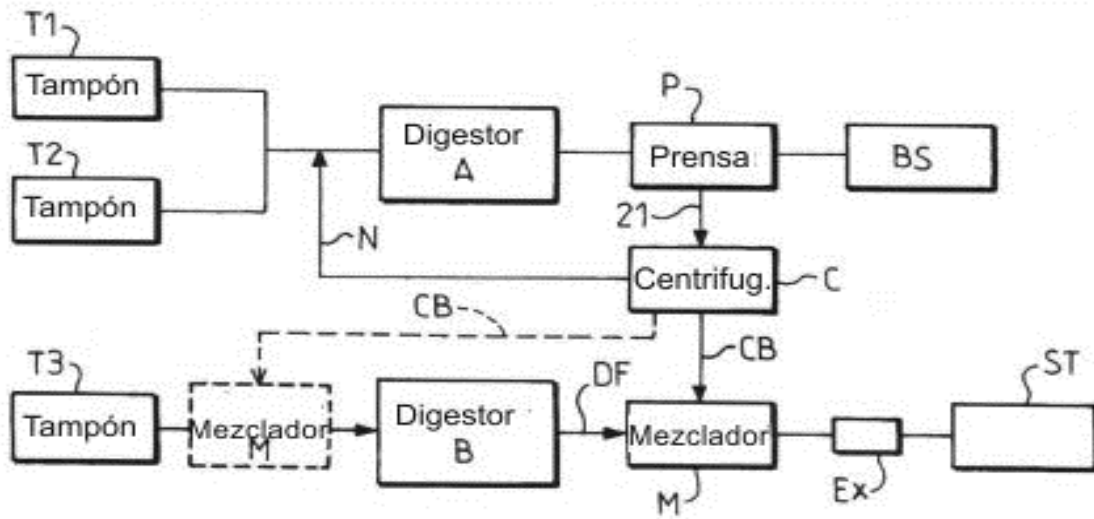 T1
Tampón
T2
Tampón
Digestor
A
P
Prensa
BS
21
N
Centrifug.
C
CB
CB
T3
Tampón
Mezclador
M
Digestor
B
DF
Mezclador
M
Ex
ST